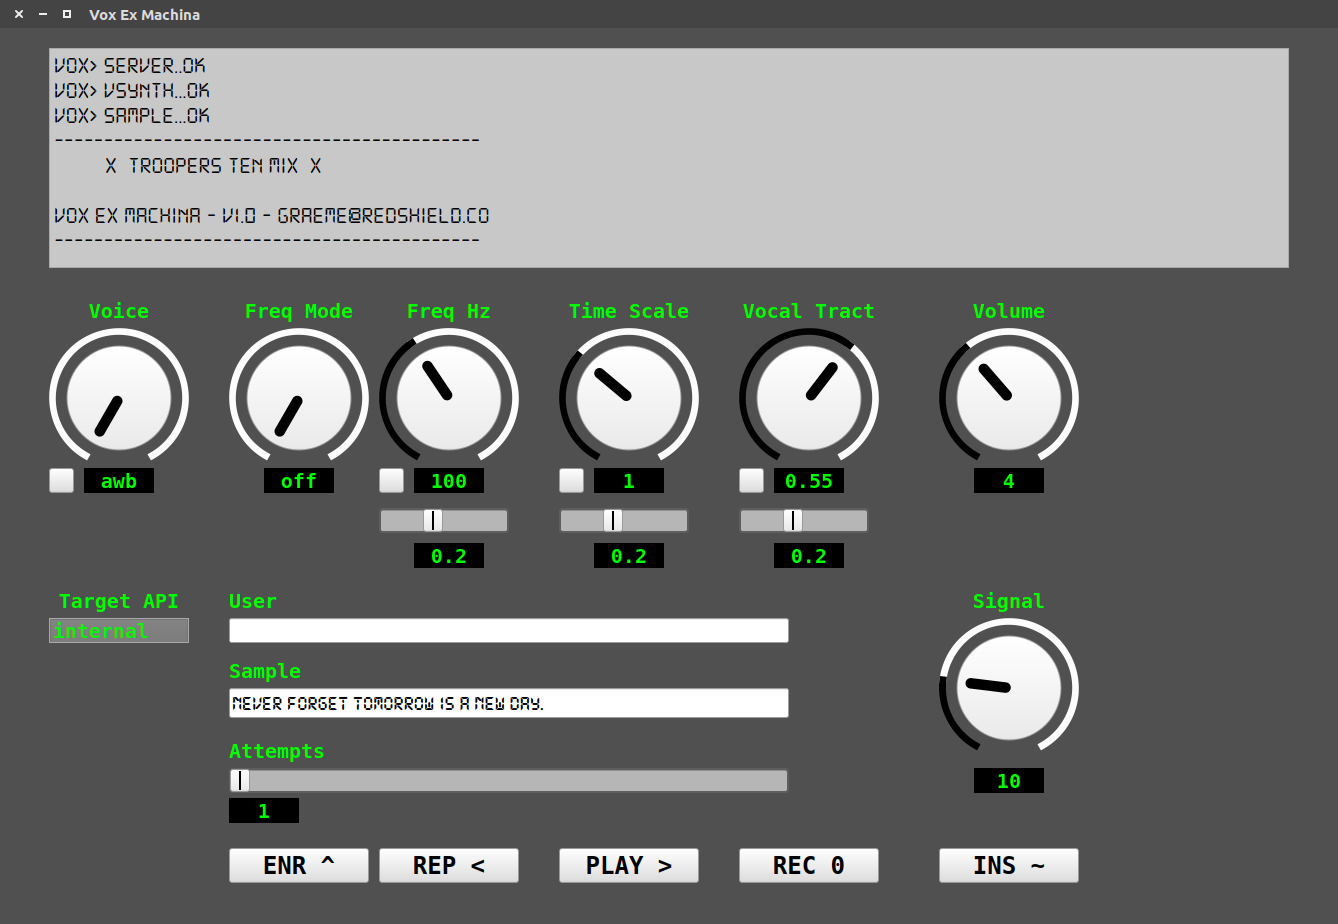 Vox Ex Machina
VOX> SERVER..OK
VOX> VSYNTH...OK
VOX> SAMPLE...OK
-------------------------------------------
X TROOPERS TEN MIX X
VOX EX MACHINA - V1.0 - GRAEME@REDSHIELD.CO
-------------------------------------------
Voice Freq Mode Freq Hz Time Scale Vocal Tract Volume
awb off 100 1 0.55 4
0.2 0.2 0.2
Target API User Signal
internal
Sample
NEVER FORGET TOMORROW IS A NEW DAY.
Attempts
10
1
ENR ^ REP < PLAY > REC O INS ~